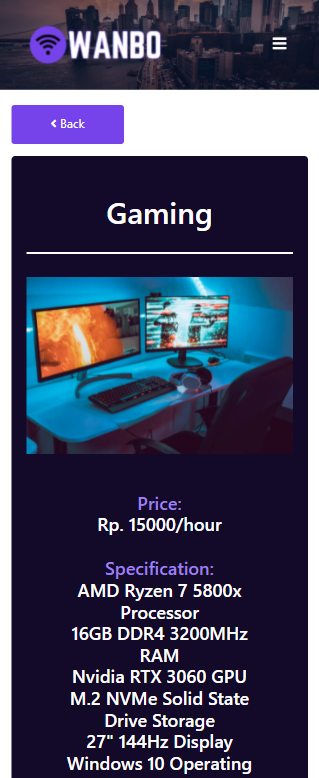 WANBO
Back
Gaming
Price:
Rp. 15000/hour
Specification:
AMD Ryzen 7 5800x
Processor
16GB DDR4 3200MHz
RAM
Nvidia RTX 3060 GPU
M.2 NVMe Solid State
Drive Storage
27" 144Hz Display
Windows 10 Operating